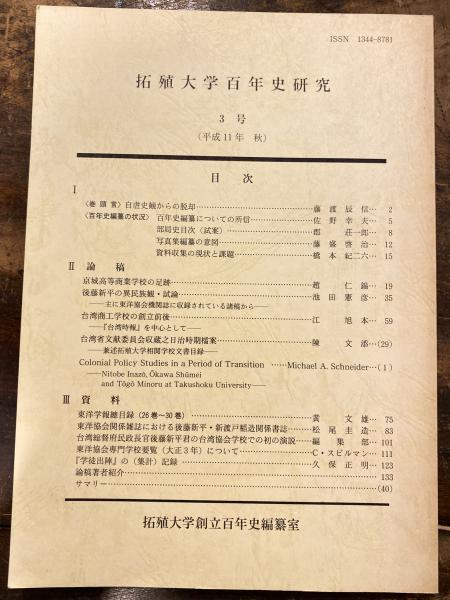 ISSN 1344-8781
拓殖大学百年史研究
3 号
(平成11年 秋)
目 次
I
〈巻頭言〉自虐史観からの脱却……藤渡辰信… 2
〈百年史編纂の状況〉 百年史編纂についての所信……佐野幸夫… 5
部局史目次(試案)……郡荘一郎… 8
写真集編纂の意図……藤盛啓治… 12
資料収集の現状と課題……橋本紀二六… 15
II 論稿
京城高等商業学校の足跡……趙仁錫… 19
後藤新平の異民族観・試論……池田憲彦… 35
――主に東洋協会機関誌に収録されている諸稿から――
台湾商工学校の創立前後……江旭本… 59
――『台湾時報』を中心として――
台湾省文献委員会収蔵之日治時期檔案……陳文添…(29)
――兼述拓殖大学相関学校文書目録――
Colonial Policy Studies in a Period of Transition ……Michael A. Schneider…( 1 )
――Nitobe Inazō, Ōkawa Shūmei
and Tōgō Minoru at Takushoku University――
III 資料
東洋学報總目録(26巻〜30巻)……黄文雄… 75
東洋協会関係雑誌における後藤新平・新渡戸稲造関係書誌……松尾圭造… 83
台湾総督府民政長官後藤新平君の台湾協会学校での初の演説……編集部…101
東洋協会専門学校要覧(大正3年)について……C・スピルマン…111
『学徒出陣』の(集計)記録……久保正明…123
論稿著者紹介……133
サマリー……(40)
拓殖大学創立百年史編纂室